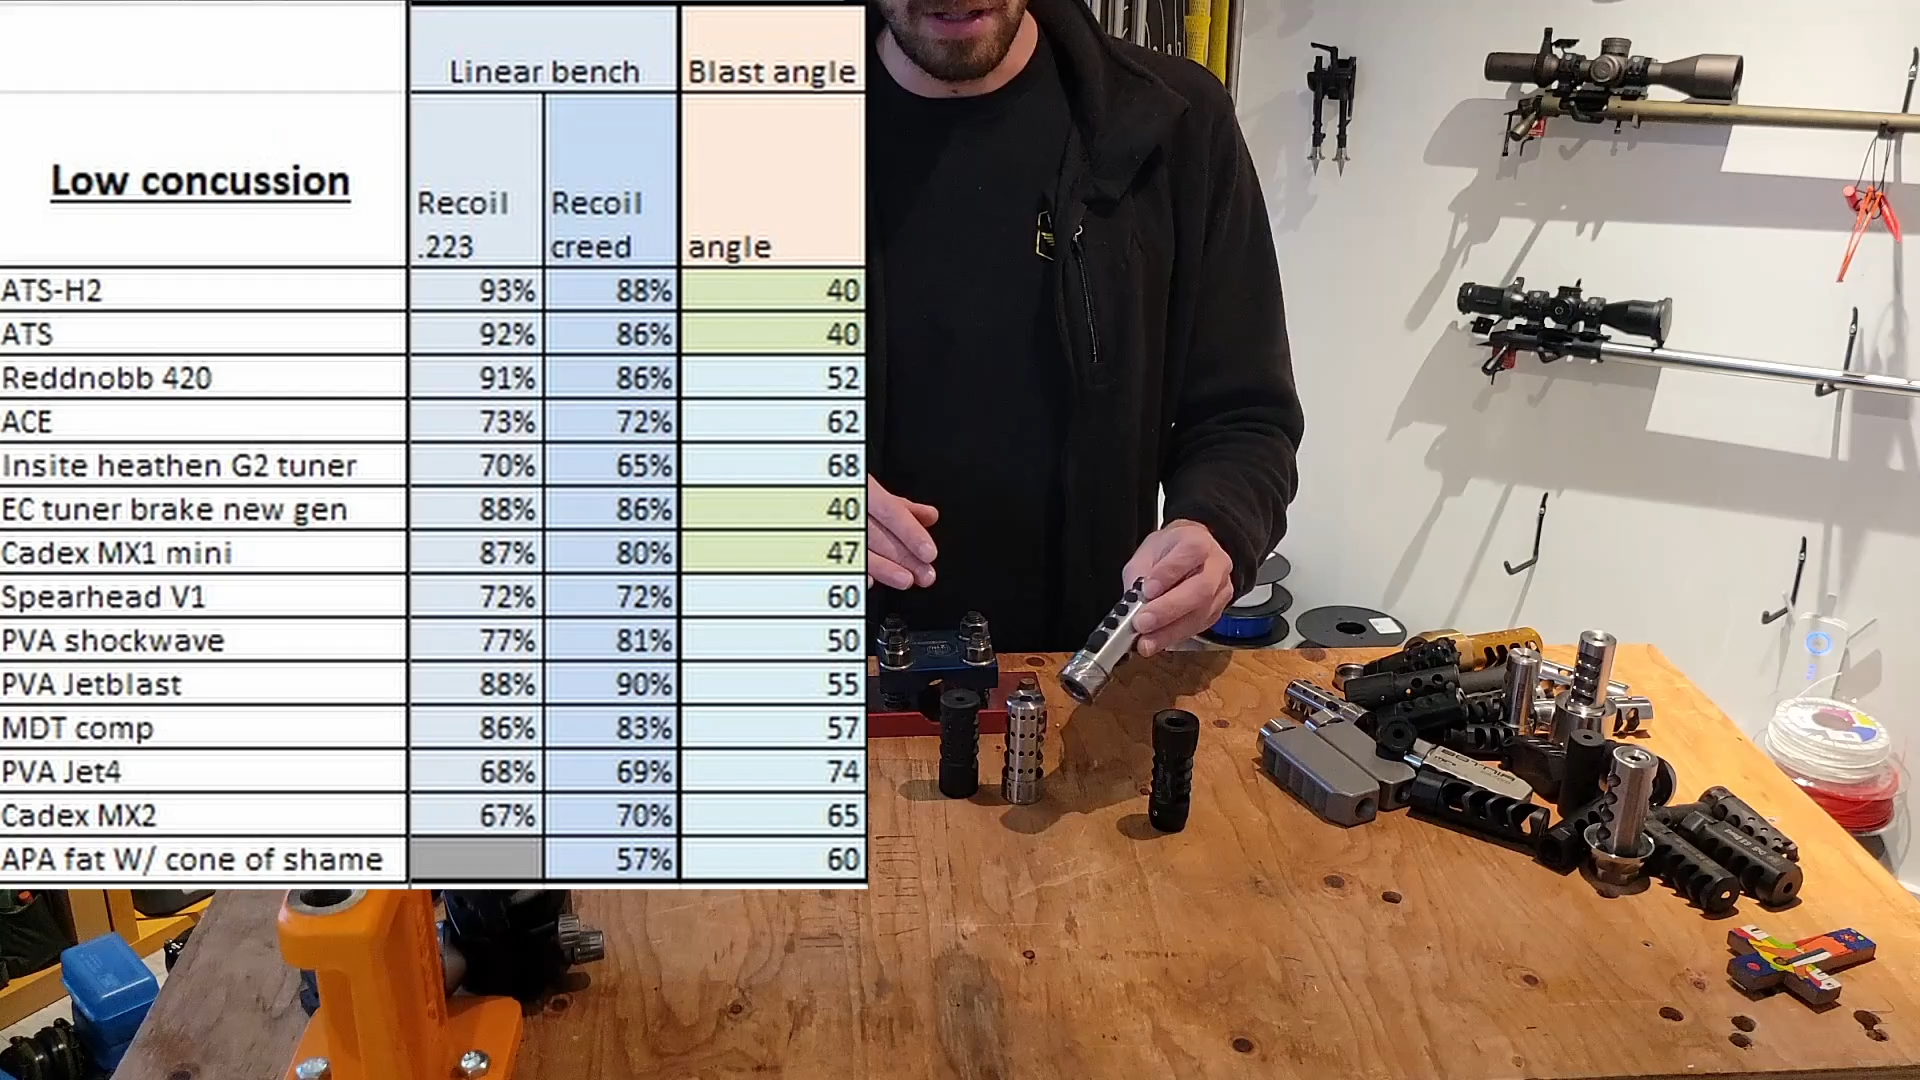 Linear bench Blast angle
Low concussion Recoil .223 Recoil creed angle
ATS-H2 93% 88% 40
ATS 92% 86% 40
Reddnobb 420 91% 86% 52
ACE 73% 72% 62
Insite heathen G2 tuner 70% 65% 68
EC tuner brake new gen 88% 86% 40
Cadex MX1 mini 87% 80% 47
Spearhead V1 72% 72% 60
PVA shockwave 77% 81% 50
PVA Jetblast 88% 90% 55
MDT comp 86% 83% 57
PVA Jet4 68% 69% 74
Cadex MX2 67% 70% 65
APA fat W/ cone of shame 57% 60